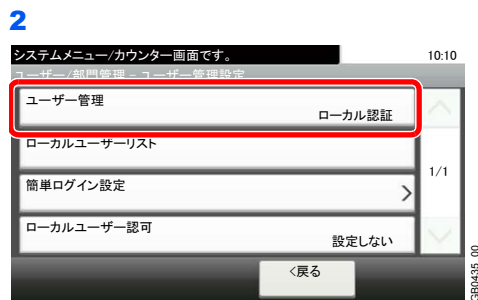 2
システムメニュー/カウンター画面です。
10:10
ユーザー/部門管理 - ユーザー管理設定
ユーザー管理
ローカル認証
ローカルユーザーリスト
1/1
簡単ログイン設定
ローカルユーザー認可
設定しない
<戻る
GB0435_00